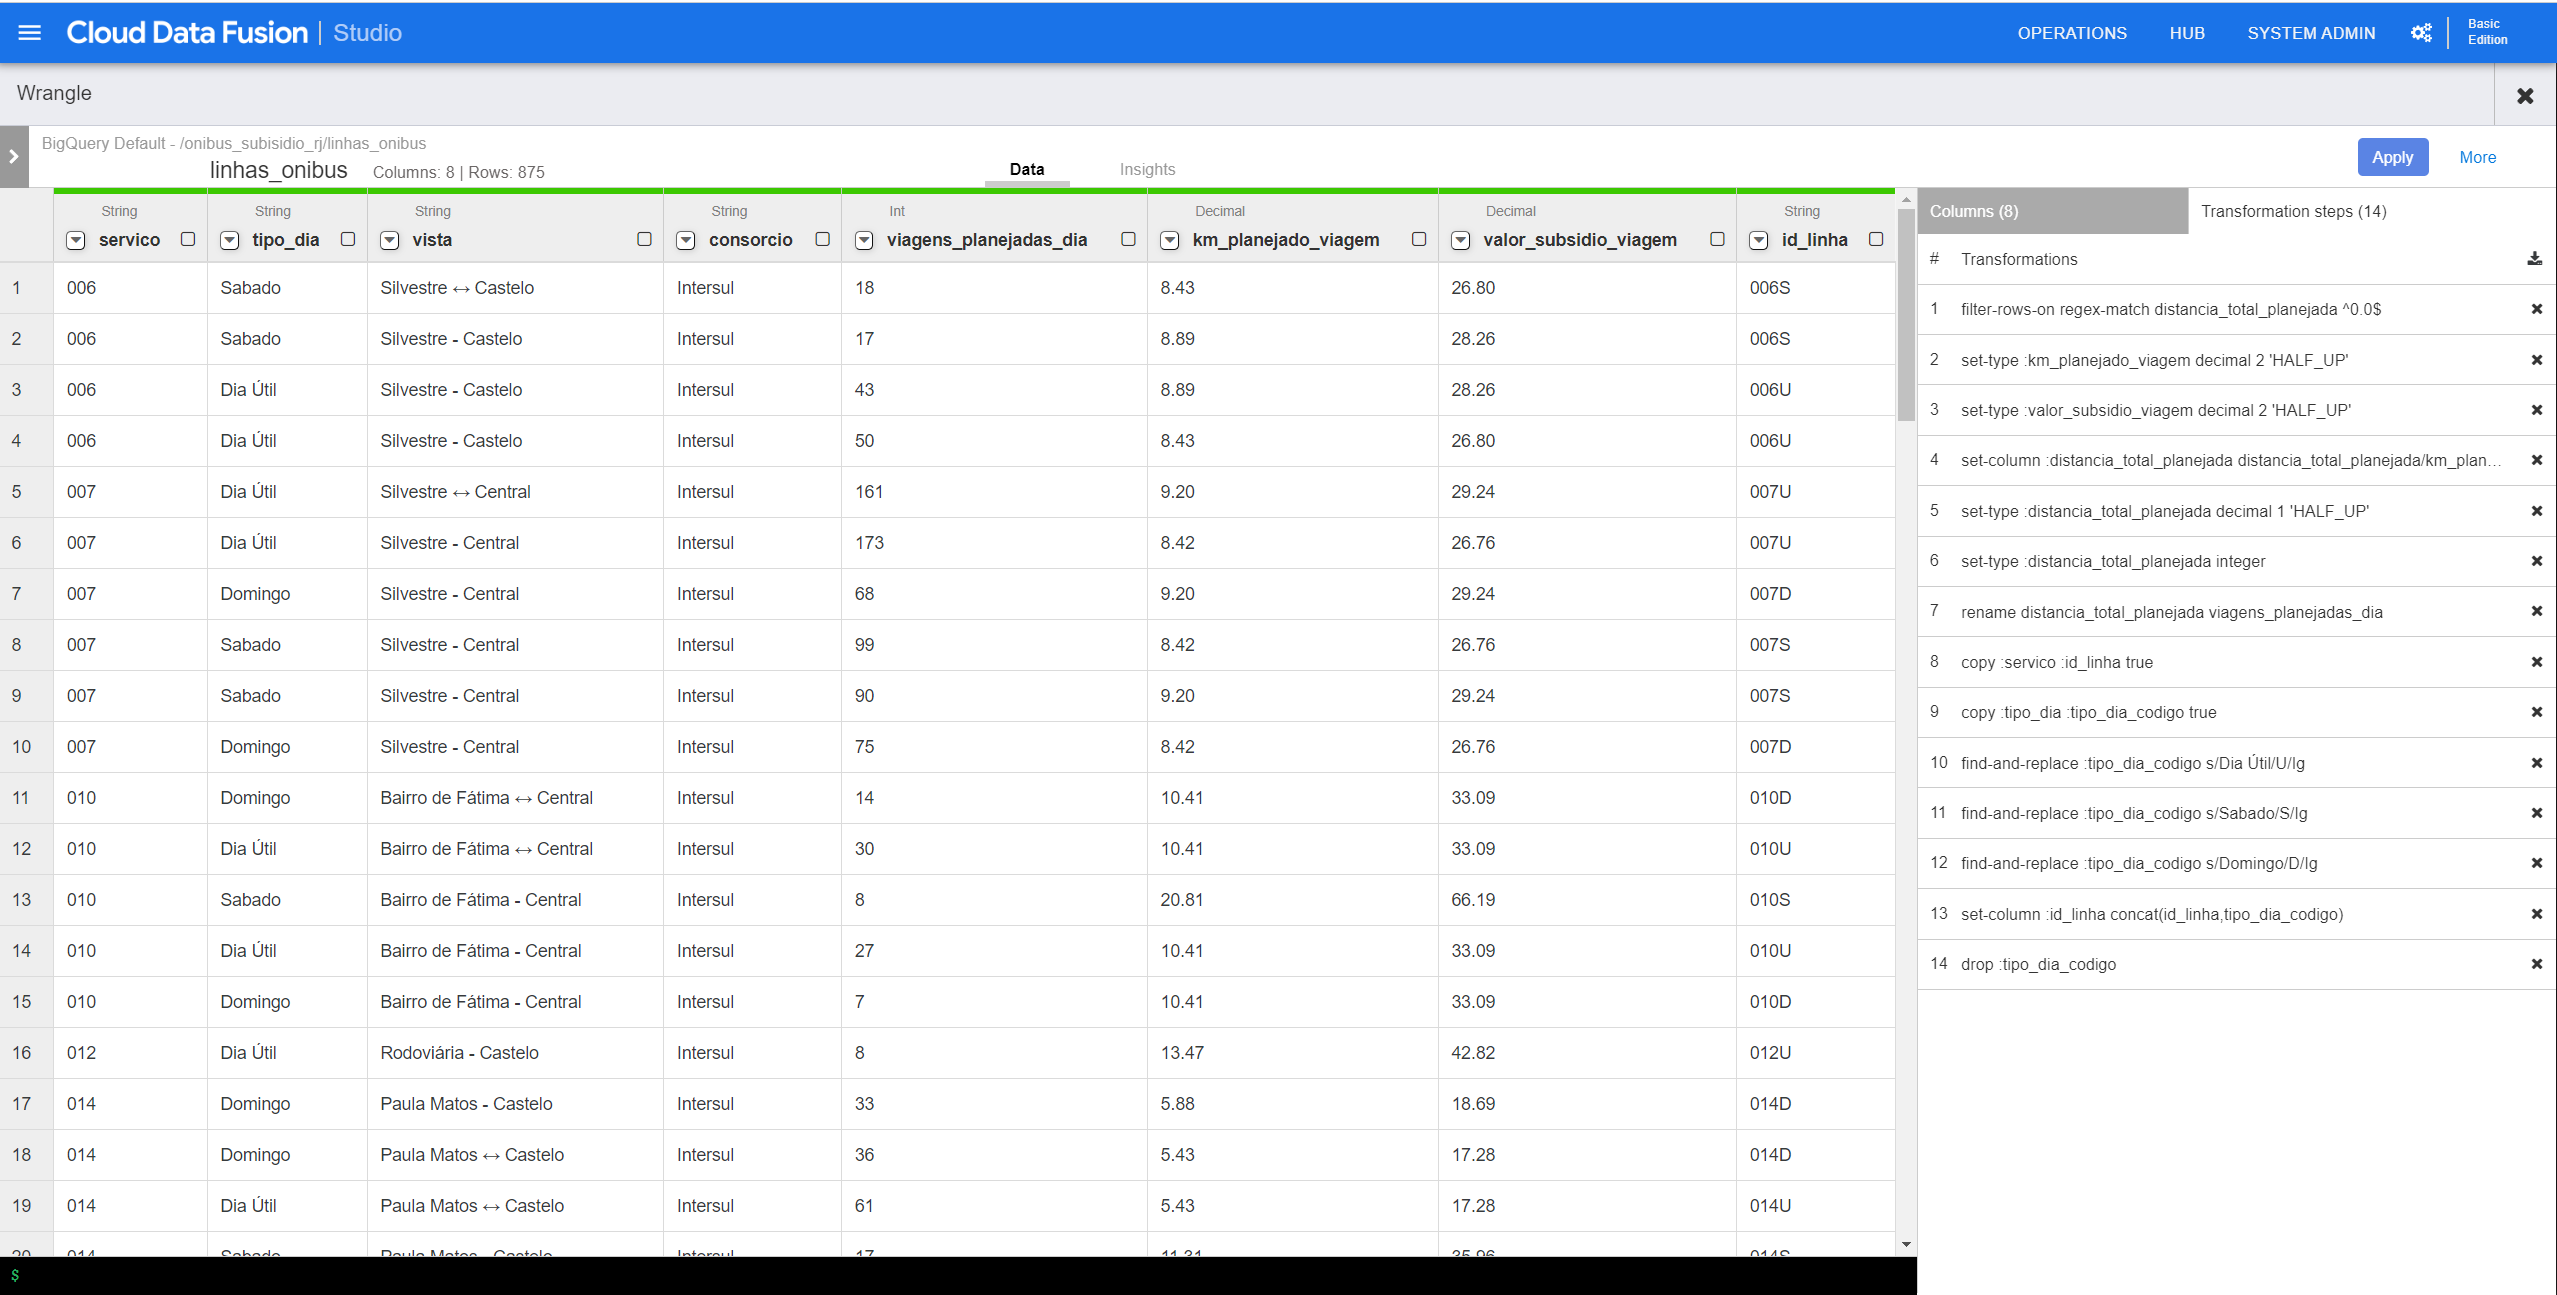 Cloud Data Fusion | Studio OPERATIONS HUB SYSTEM ADMIN Basic Edition
Wrangle
BigQuery Default - /onibus_subisidio_rj/linhas_onibus
linhas_onibus Columns: 8 | Rows: 875 Data Insights Apply More
String String String String Int Decimal Decimal String
servico tipo_dia vista consorcio viagens_planejadas_dia km_planejado_viagem valor_subsidio_viagem id_linha
1 006 Sabado Silvestre ↔ Castelo Intersul 18 8.43 26.80 006S
2 006 Sabado Silvestre - Castelo Intersul 17 8.89 28.26 006S
3 006 Dia Útil Silvestre - Castelo Intersul 43 8.89 28.26 006U
4 006 Dia Útil Silvestre - Castelo Intersul 50 8.43 26.80 006U
5 007 Dia Útil Silvestre ↔ Central Intersul 161 9.20 29.24 007U
6 007 Dia Útil Silvestre - Central Intersul 173 8.42 26.76 007U
7 007 Domingo Silvestre - Central Intersul 68 9.20 29.24 007D
8 007 Sabado Silvestre - Central Intersul 99 8.42 26.76 007S
9 007 Sabado Silvestre - Central Intersul 90 9.20 29.24 007S
10 007 Domingo Silvestre - Central Intersul 75 8.42 26.76 007D
11 010 Domingo Bairro de Fátima ↔ Central Intersul 14 10.41 33.09 010D
12 010 Dia Útil Bairro de Fátima ↔ Central Intersul 30 10.41 33.09 010U
13 010 Sabado Bairro de Fátima - Central Intersul 8 20.81 66.19 010S
14 010 Dia Útil Bairro de Fátima - Central Intersul 27 10.41 33.09 010U
15 010 Domingo Bairro de Fátima - Central Intersul 7 10.41 33.09 010D
16 012 Dia Útil Rodoviária - Castelo Intersul 8 13.47 42.82 012U
17 014 Domingo Paula Matos - Castelo Intersul 33 5.88 18.69 014D
18 014 Domingo Paula Matos ↔ Castelo Intersul 36 5.43 17.28 014D
19 014 Dia Útil Paula Matos ↔ Castelo Intersul 61 5.43 17.28 014U
20 014 Sabado Paula Matos - Castelo Intersul 17 11.31 35.96 014S
$
Columns (8) Transformation steps (14)
# Transformations
1 filter-rows-on regex-match distancia_total_planejada ^0.0$
2 set-type :km_planejado_viagem decimal 2 'HALF_UP'
3 set-type :valor_subsidio_viagem decimal 2 'HALF_UP'
4 set-column :distancia_total_planejada distancia_total_planejada/km_plan...
5 set-type :distancia_total_planejada decimal 1 'HALF_UP'
6 set-type :distancia_total_planejada integer
7 rename distancia_total_planejada viagens_planejadas_dia
8 copy :servico :id_linha true
9 copy :tipo_dia :tipo_dia_codigo true
10 find-and-replace :tipo_dia_codigo s/Dia Útil/U/Ig
11 find-and-replace :tipo_dia_codigo s/Sabado/S/Ig
12 find-and-replace :tipo_dia_codigo s/Domingo/D/Ig
13 set-column :id_linha concat(id_linha,tipo_dia_codigo)
14 drop :tipo_dia_codigo